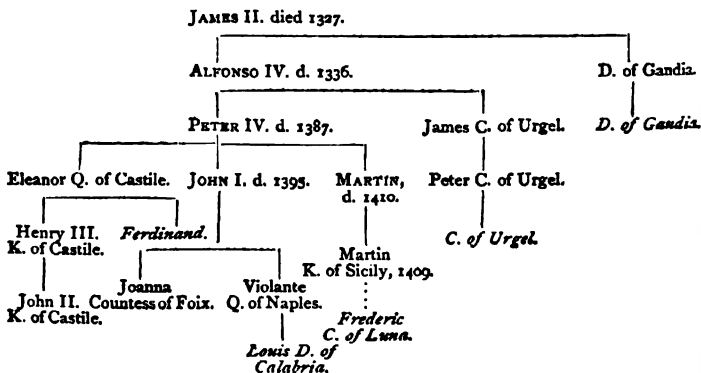 JAMES II. died 1327.
ALFONSO IV. d. 1336. D. of Gandia.
PETER IV. d. 1387. James C. of Urgel. D. of Gandia.
Eleanor Q. of Castile. JOHN I. d. 1395. MARTIN, Peter C. of Urgel.
d. 1410.
Henry III. Ferdinand. C. of Urgel.
K. of Castile.
Martin
K. of Sicily, 1409.
Joanna Violante
John II. Countess of Foix. Q. of Naples.
K. of Castile.
Frederic
C. of Luna.
Louis D. of
Calabria.